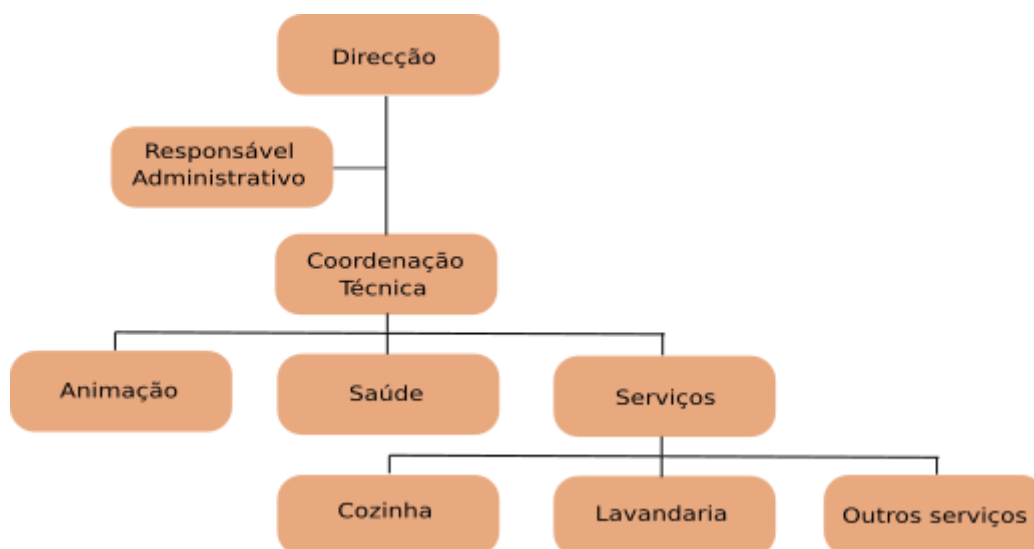 Direcção
Responsável
Administrativo
Coordenação
Técnica
Animação
Saúde
Serviços
Cozinha
Lavandaria
Outros serviços